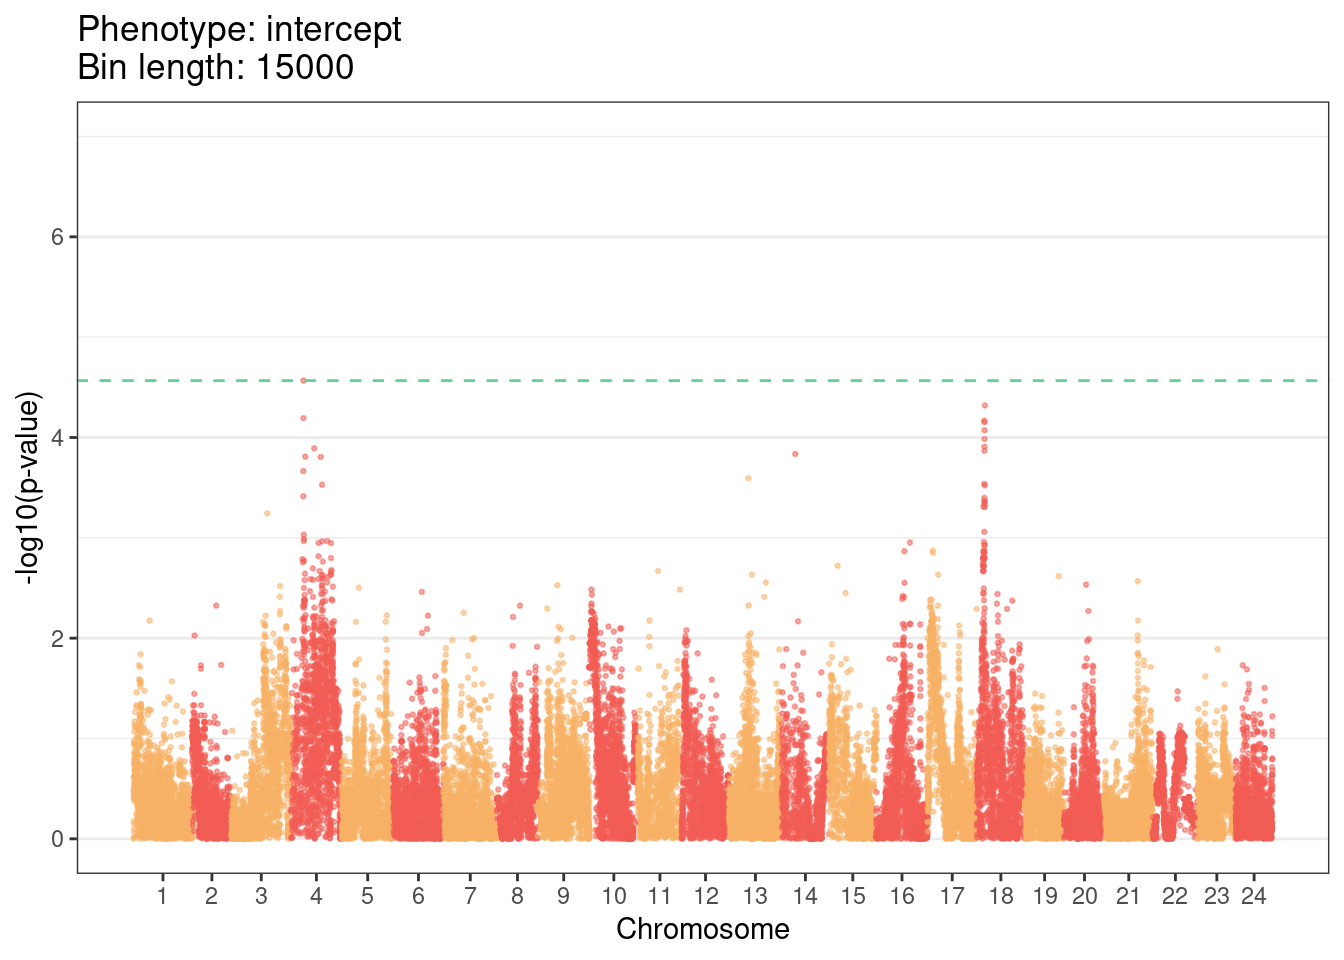 Phenotype: intercept
Bin length: 15000
-log10(p-value)
6
4
2
0
1 2 3 4 5 6 7 8 9 10 11 12 13 14 15 16 17 18 19 20 21 22 23 24
Chromosome